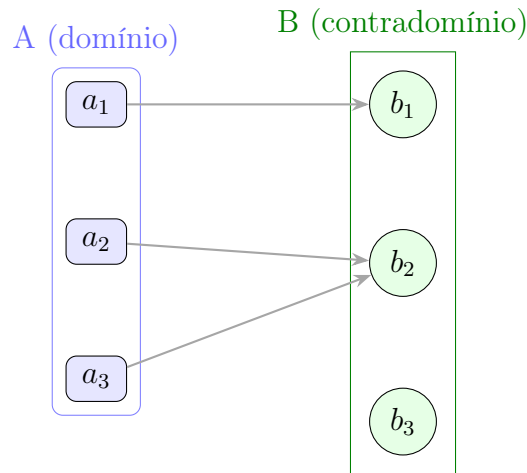 A (domínio)
B (contradomínio)
a₁
b₁
a₂
b₂
a₃
b₃